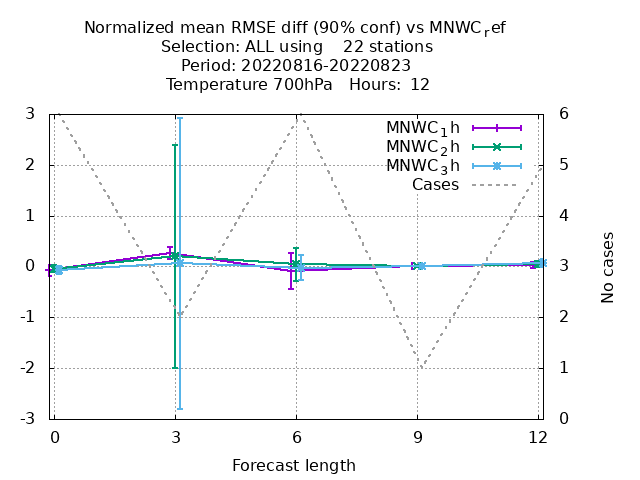 Normalized mean RMSE diff (90% conf) vs MNWC_ref
Selection: ALL using    22 stations
Period: 20220816-20220823
Temperature 700hPa   Hours:  12
3
2
1
0
-1
-2
-3
MNWC_1h
MNWC_2h
MNWC_3h
Cases
6
5
4
3
2
1
0
No cases
0 3 6 9 12
Forecast length